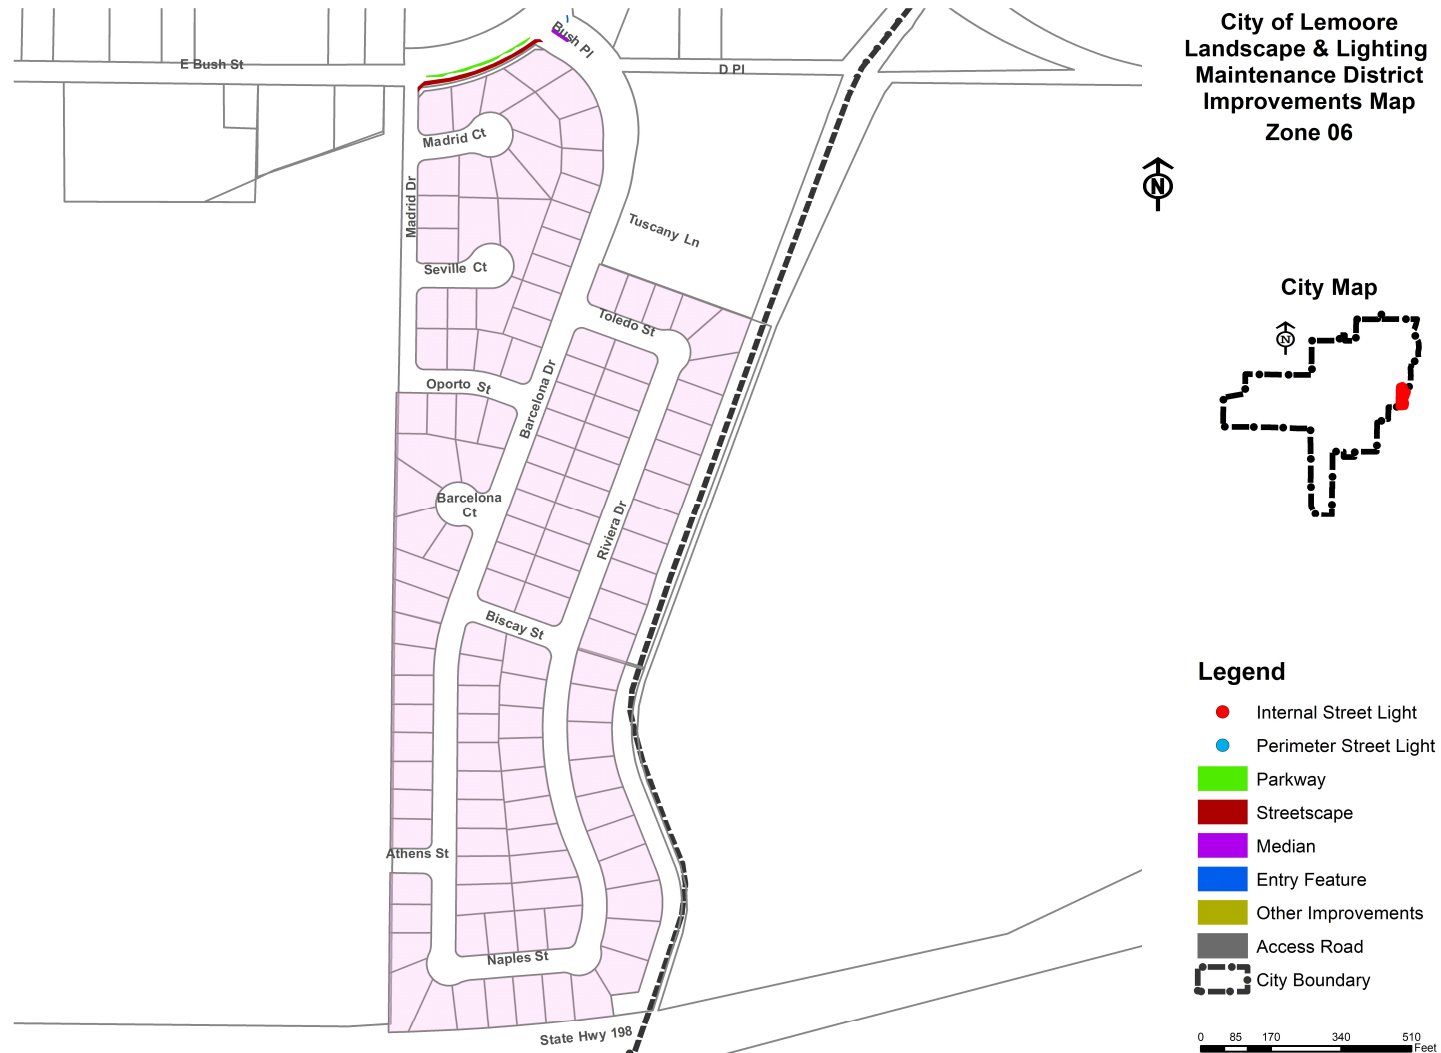 City of Lemoore
Landscape & Lighting
Maintenance District
Improvements Map
Zone 06
N
City Map
N
Bush Pl
E Bush St
D Pl
Madrid Ct
Madrid Dr
Tuscany Ln
Seville Ct
Toledo St
Oporto St
Barcelona Dr
Barcelona
Ct
Riviera Dr
Biscay St
Athens St
Naples St
State Hwy 198
Legend
Internal Street Light
Perimeter Street Light
Parkway
Streetscape
Median
Entry Feature
Other Improvements
Access Road
City Boundary
0 85 170 340 510
Feet